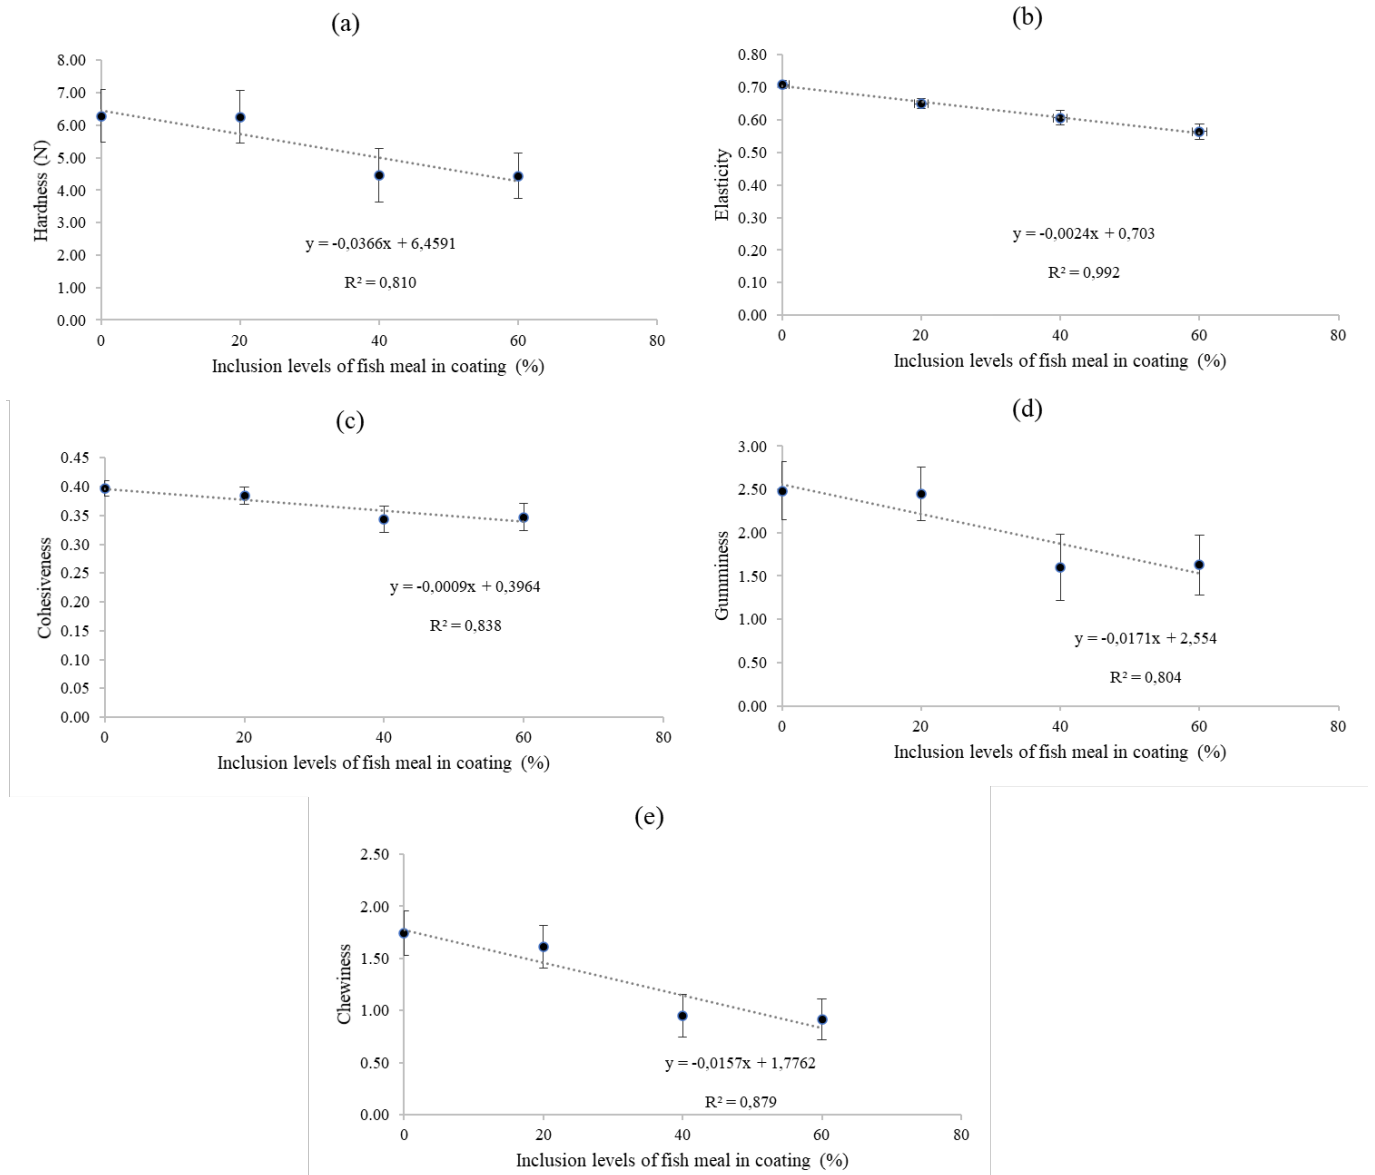 (a)
8.00
7.00
6.00
5.00
4.00
3.00
2.00
1.00
0.00
Hardness (N)
y = -0,0366x + 6,4591
R² = 0,810
0 20 40 60 80
Inclusion levels of fish meal in coating (%)
(b)
0.80
0.70
0.60
0.50
0.40
0.30
0.20
0.10
0.00
Elasticity
y = -0,0024x + 0,703
R² = 0,992
0 20 40 60 80
Inclusion levels of fish meal in coating (%)
(c)
0.45
0.40
0.35
0.30
0.25
0.20
0.15
0.10
0.05
0.00
Cohesiveness
y = -0,0009x + 0,3964
R² = 0,838
0 20 40 60 80
Inclusion levels of fish meal in coating (%)
(d)
3.00
2.50
2.00
1.50
1.00
0.50
0.00
Gumminess
y = -0,0171x + 2,554
R² = 0,804
0 20 40 60 80
Inclusion levels of fish meal in coating (%)
(e)
2.50
2.00
1.50
1.00
0.50
0.00
Chewiness
y = -0,0157x + 1,7762
R² = 0,879
0 20 40 60 80
Inclusion levels of fish meal in coating (%)